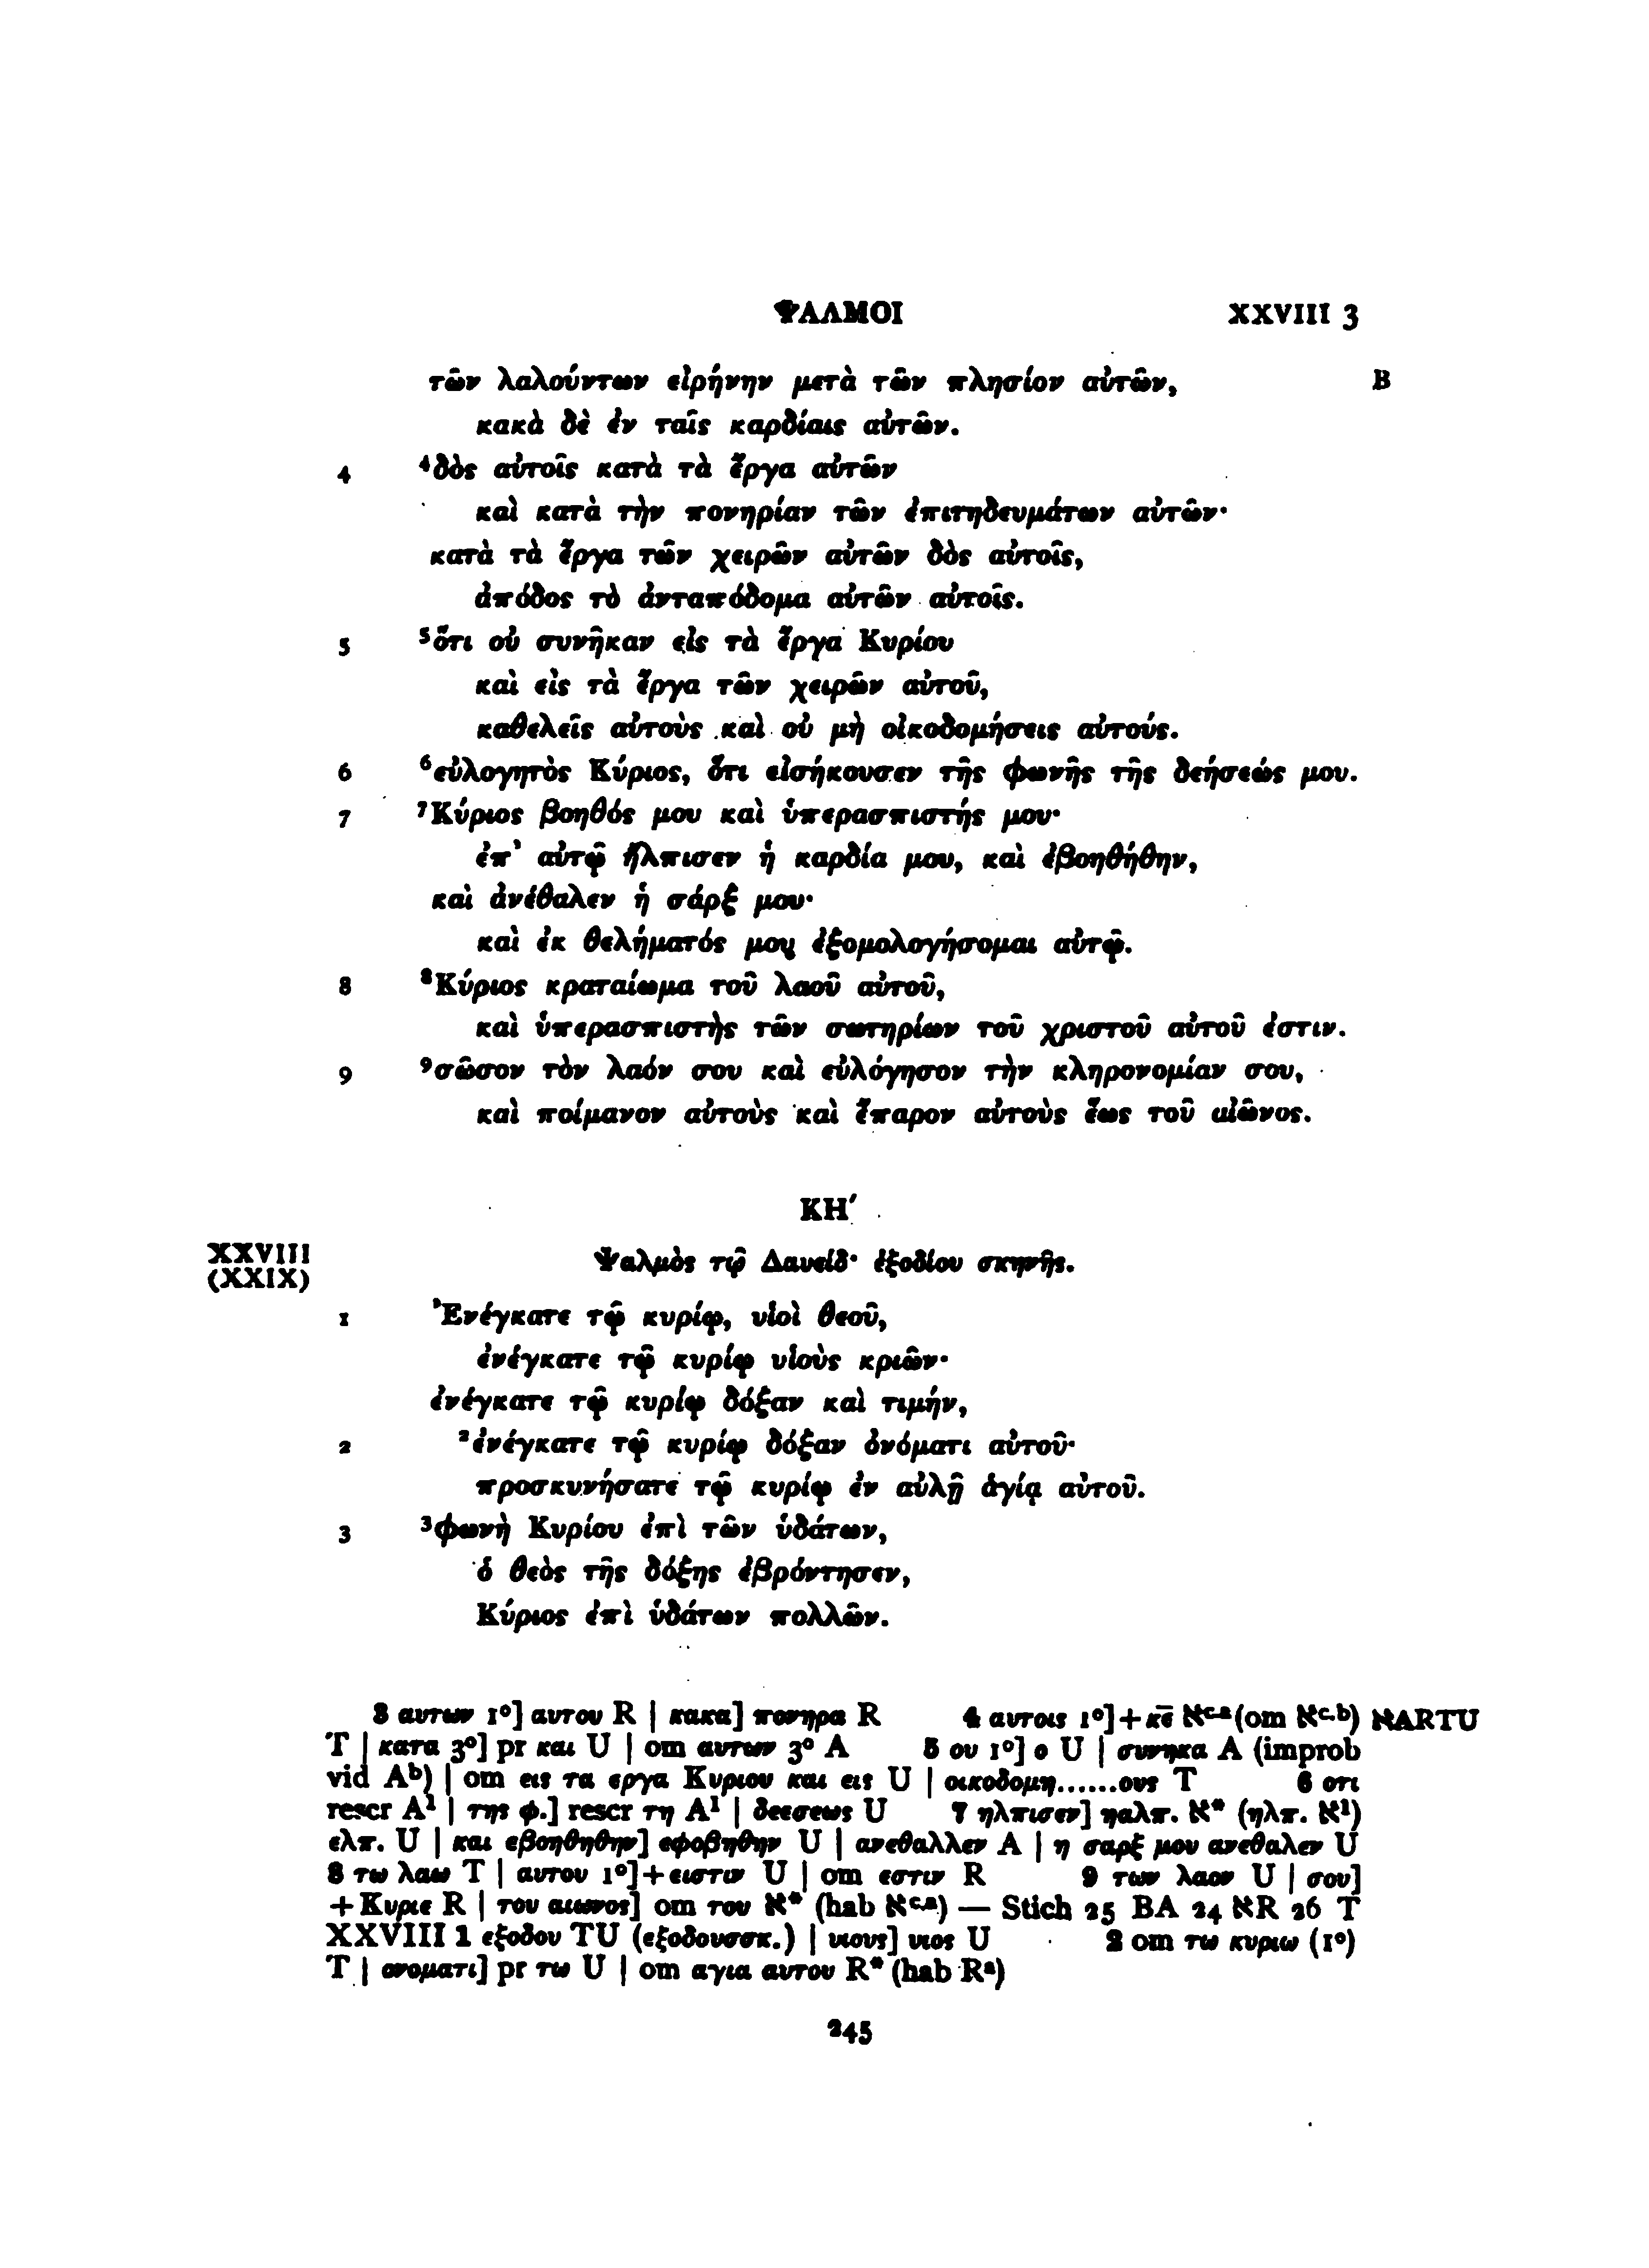 ΨΑΛΜΟΙ XXVIII 3
τῶν λαλούντων εἰρήνην μετὰ τῶν πλησίον αὐτῶν, B
κακὰ δὲ ἐν ταῖς καρδίαις αὐτῶν.
4 ⁴δὸς αὐτοῖς κατὰ τὰ ἔργα αὐτῶν
καὶ κατὰ τὴν πονηρίαν τῶν ἐπιτηδευμάτων αὐτῶν·
κατὰ τὰ ἔργα τῶν χειρῶν αὐτῶν δὸς αὐτοῖς,
ἀπόδος τὸ ἀνταπόδομα αὐτῶν αὐτοῖς.
5 ⁵ὅτι οὐ συνῆκαν εἰς τὰ ἔργα Κυρίου
καὶ εἰς τὰ ἔργα τῶν χειρῶν αὐτοῦ,
καθελεῖς αὐτοὺς καὶ οὐ μὴ οἰκοδομήσεις αὐτούς.
6 ⁶εὐλογητὸς Κύριος, ὅτι εἰσήκουσεν τῆς φωνῆς τῆς δεήσεώς μου.
7 ⁷Κύριος βοηθός μου καὶ ὑπερασπιστής μου·
ἐπ᾽ αὐτῷ ἤλπισεν ἡ καρδία μου, καὶ ἐβοηθήθην,
καὶ ἀνέθαλεν ἡ σάρξ μου·
καὶ ἐκ θελήματός μου ἐξομολογήσομαι αὐτῷ.
8 ⁸Κύριος κραταίωμα τοῦ λαοῦ αὐτοῦ,
καὶ ὑπερασπιστὴς τῶν σωτηρίων τοῦ χριστοῦ αὐτοῦ ἐστιν.
9 ⁹σῶσον τὸν λαόν σου καὶ εὐλόγησον τὴν κληρονομίαν σου,
καὶ ποίμανον αὐτοὺς καὶ ἔπαρον αὐτοὺς ἕως τοῦ αἰῶνος.
ΚΗ´
XXVIII
(XXIX) Ψαλμὸς τῷ Δαυείδ· ἐξοδίου σκηνῆς.
1 Ἐνέγκατε τῷ κυρίῳ, υἱοὶ θεοῦ,
ἐνέγκατε τῷ κυρίῳ υἱοὺς κριῶν·
ἐνέγκατε τῷ κυρίῳ δόξαν καὶ τιμήν,
2 ²ἐνέγκατε τῷ κυρίῳ δόξαν ὀνόματι αὐτοῦ·
προσκυνήσατε τῷ κυρίῳ ἐν αὐλῇ ἁγίᾳ αὐτοῦ.
3 ³φωνὴ Κυρίου ἐπὶ τῶν ὑδάτων,
ὁ θεὸς τῆς δόξης ἐβρόντησεν,
Κύριος ἐπὶ ὑδάτων πολλῶν.
3 αυτων 1º] αυτου R | κακα] πονηρα R 4 αυτοις 1º]+κ̅ε̅ אc.a (om אc.b) אARTU
T | κατα 3º] pr και U | om αυτων 3º A 5 ου 1º] ο U | συνηκα A (improb
vid Aᵇ) | om εις τα εργα Κυριου και εις U | οικοδομη......ους T 6 οτι
rescr A¹ | της φ.] rescr τη A¹ | δεεσεως U 7 ηλπισεν] ηαλπ. א* (ηλπ. א¹)
ελπ. U | και εβοηθηθην] εφοβηθην U | ανεθαλλεν A | η σαρξ μου ανεθαλεν U
8 τω λαω T | αυτου 1º]+ειστιν U | om εστιν R 9 των λαον U | σου]
+Κυριε R | του αιωνος] om του א* (hab אc.a) — Stich 25 BA 24 אR 26 T
XXVIII 1 εξοδου TU (εξοδουσσκ.) | υιους] υιος U 2 om τω κυριω (1º)
T | ονοματι] pr τω U | om αγια αυτου R* (hab Rᵃ)
245